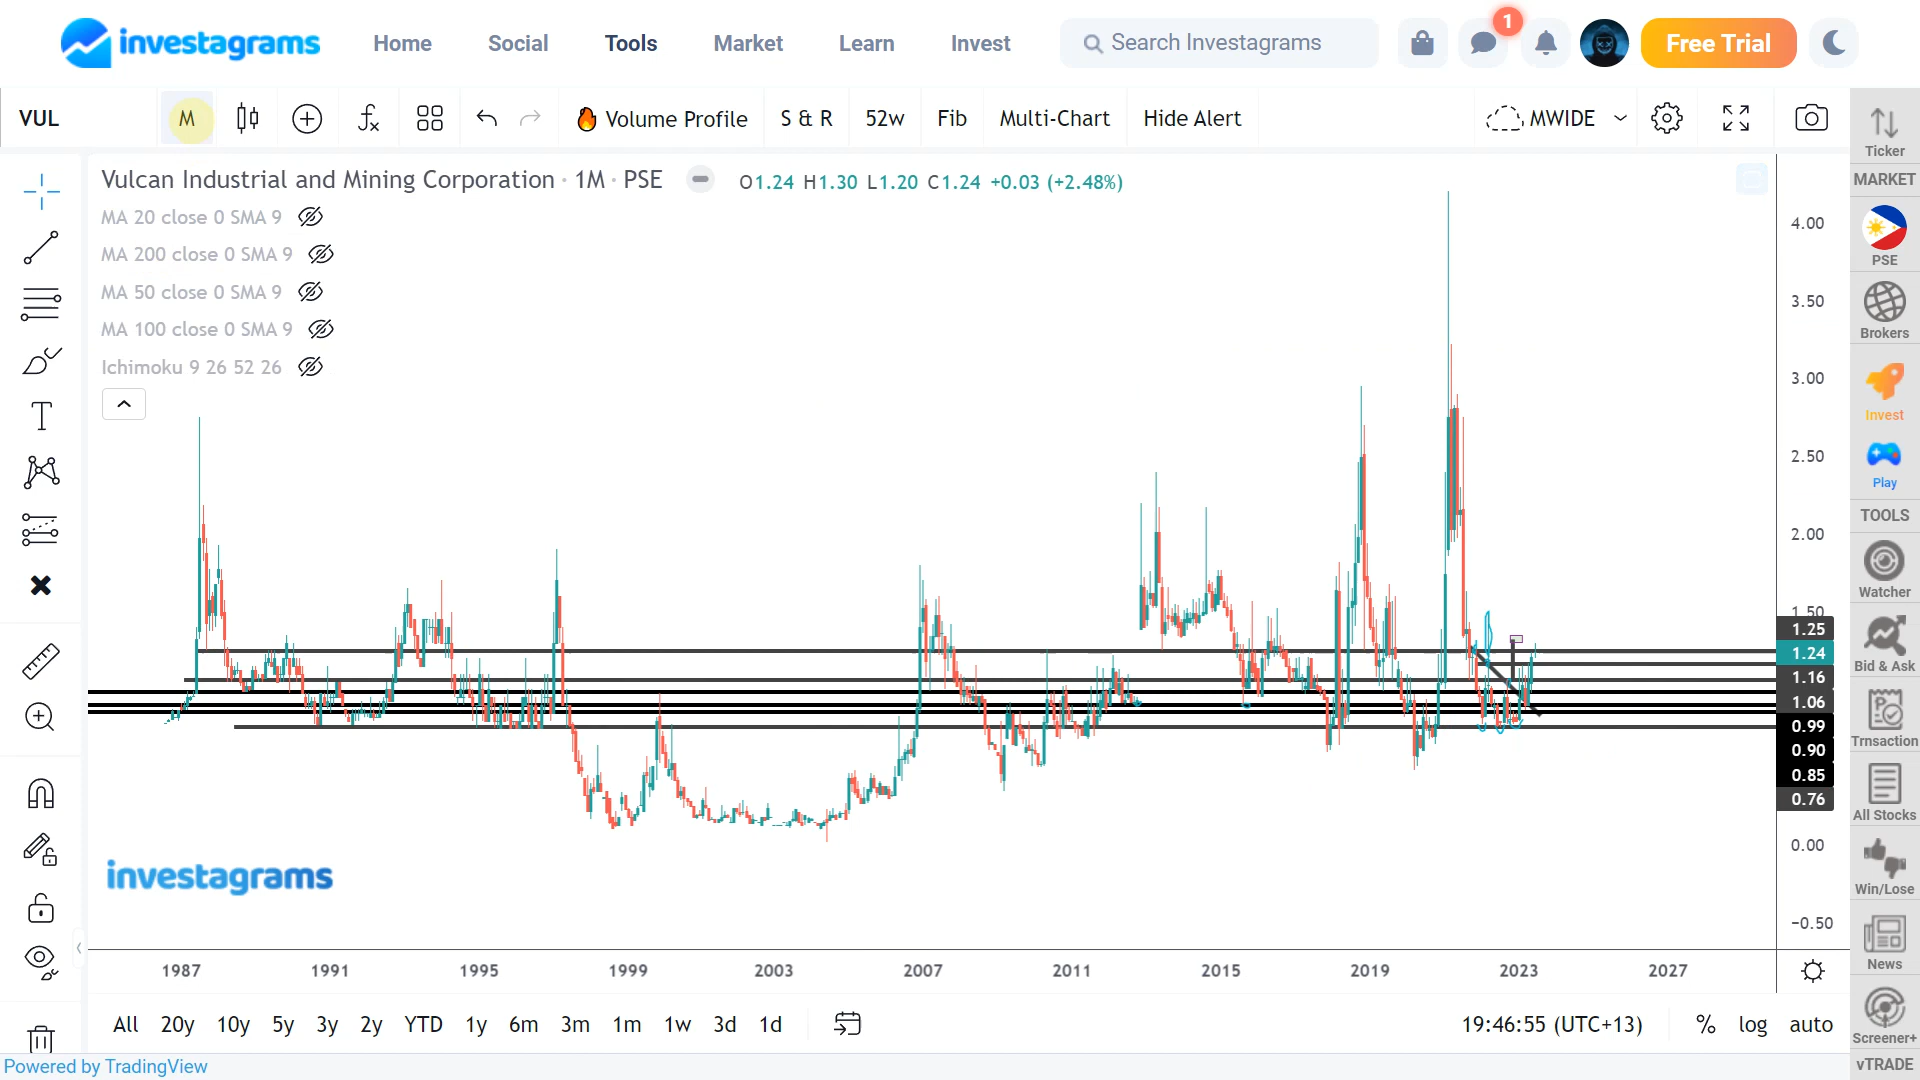 investagrams Home Social Tools Market Learn Invest Search Investagrams 1 Free Trial
VUL M Volume Profile S & R 52w Fib Multi-Chart Hide Alert MWIDE
Vulcan Industrial and Mining Corporation · 1M · PSE O1.24 H1.30 L1.20 C1.24 +0.03 (+2.48%)
MA 20 close 0 SMA 9
MA 200 close 0 SMA 9
MA 50 close 0 SMA 9
MA 100 close 0 SMA 9
Ichimoku 9 26 52 26
4.00
3.50
3.00
2.50
2.00
1.50
1.25
1.24
1.16
1.06
0.99
0.90
0.85
0.76
0.00
-0.50
investagrams
1987 1991 1995 1999 2003 2007 2011 2015 2019 2023 2027
All 20y 10y 5y 3y 2y YTD 1y 6m 3m 1m 1w 3d 1d 19:46:55 (UTC+13) % log auto
Powered by TradingView
Ticker
MARKET
PSE
Brokers
Invest
Play
TOOLS
Watcher
Bid & Ask
Trnsaction
All Stocks
Win/Lose
News
Screener+
vTRADE